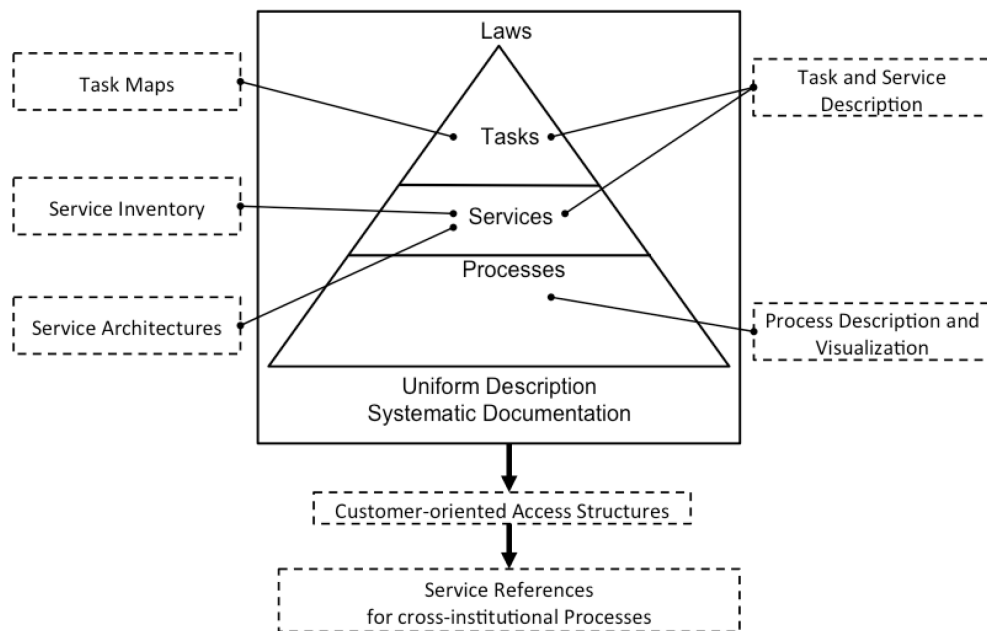 Laws
Task Maps
Task and Service
Description
Tasks
Service Inventory
Services
Processes
Service Architectures
Process Description and
Visualization
Uniform Description
Systematic Documentation
Customer-oriented Access Structures
Service References
for cross-institutional Processes